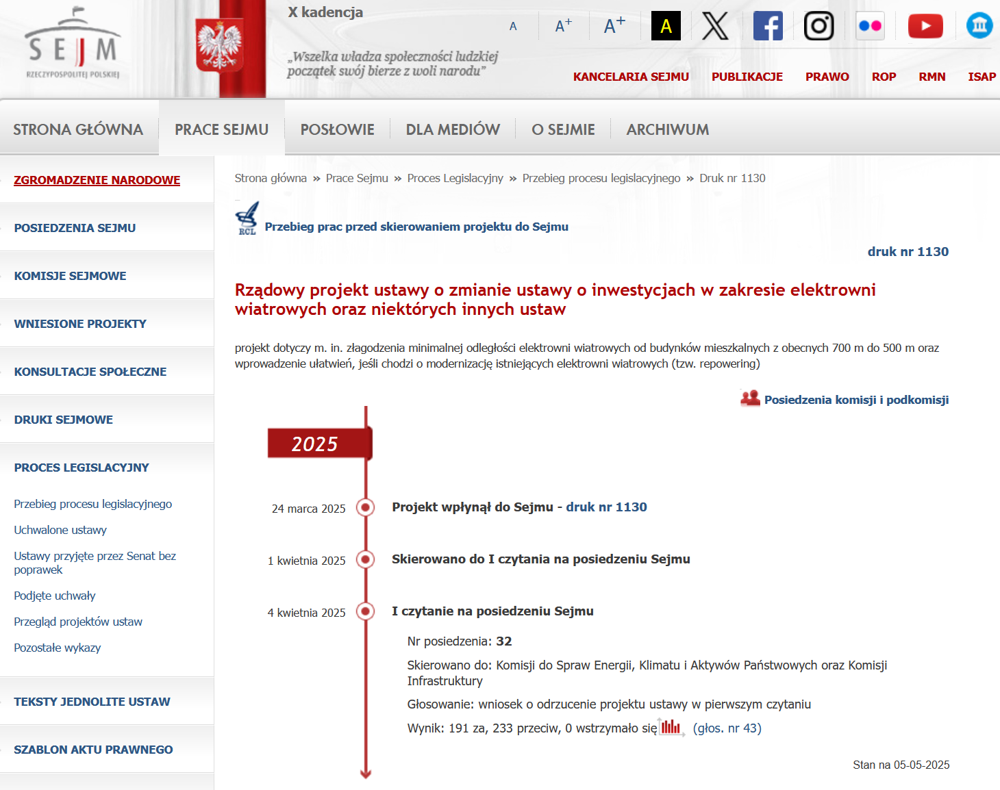 SEJM
RZECZYPOSPOLITEJ POLSKIEJ
X kadencja
„Wszelka władza społeczności ludzkiej
początek swój bierze z woli narodu”
A A+ A+ A
KANCELARIA SEJMU PUBLIKACJE PRAWO ROP RMN ISAP
STRONA GŁÓWNA PRACE SEJMU POSŁOWIE DLA MEDIÓW O SEJMIE ARCHIWUM
ZGROMADZENIE NARODOWE
POSIEDZENIA SEJMU
KOMISJE SEJMOWE
WNIESIONE PROJEKTY
KONSULTACJE SPOŁECZNE
DRUKI SEJMOWE
PROCES LEGISLACYJNY
Przebieg procesu legislacyjnego
Uchwalone ustawy
Ustawy przyjęte przez Senat bez
poprawek
Podjęte uchwały
Przegląd projektów ustaw
Pozostałe wykazy
TEKSTY JEDNOLITE USTAW
SZABLON AKTU PRAWNEGO
Strona główna » Prace Sejmu » Proces Legislacyjny » Przebieg procesu legislacyjnego » Druk nr 1130
RCL Przebieg prac przed skierowaniem projektu do Sejmu
druk nr 1130
Rządowy projekt ustawy o zmianie ustawy o inwestycjach w zakresie elektrowni
wiatrowych oraz niektórych innych ustaw
projekt dotyczy m. in. złagodzenia minimalnej odległości elektrowni wiatrowych od budynków mieszkalnych z obecnych 700 m do 500 m oraz
wprowadzenie ułatwień, jeśli chodzi o modernizację istniejących elektrowni wiatrowych (tzw. repowering)
Posiedzenia komisji i podkomisji
2025
24 marca 2025 Projekt wpłynął do Sejmu - druk nr 1130
1 kwietnia 2025 Skierowano do I czytania na posiedzeniu Sejmu
4 kwietnia 2025 I czytanie na posiedzeniu Sejmu
Nr posiedzenia: 32
Skierowano do: Komisji do Spraw Energii, Klimatu i Aktywów Państwowych oraz Komisji
Infrastruktury
Głosowanie: wniosek o odrzucenie projektu ustawy w pierwszym czytaniu
Wynik: 191 za, 233 przeciw, 0 wstrzymało się (głos. nr 43)
Stan na 05-05-2025